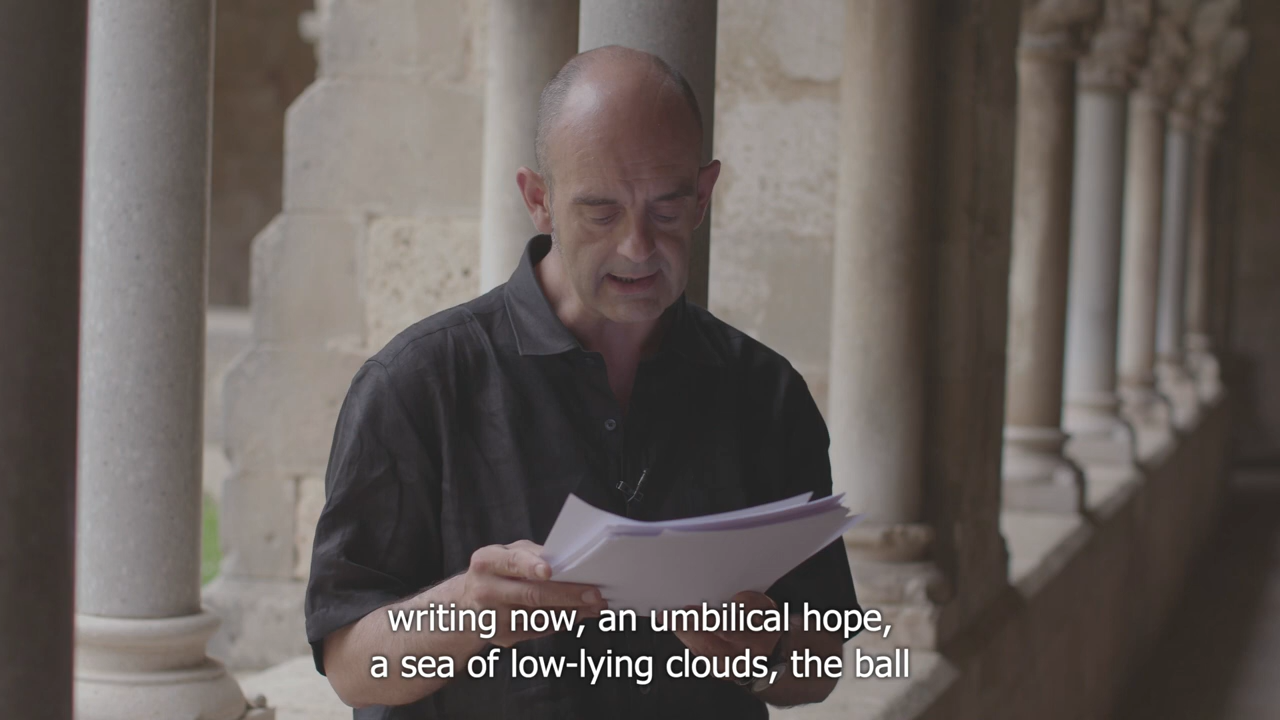 writing now, an umbilical hope,
a sea of low-lying clouds, the ball